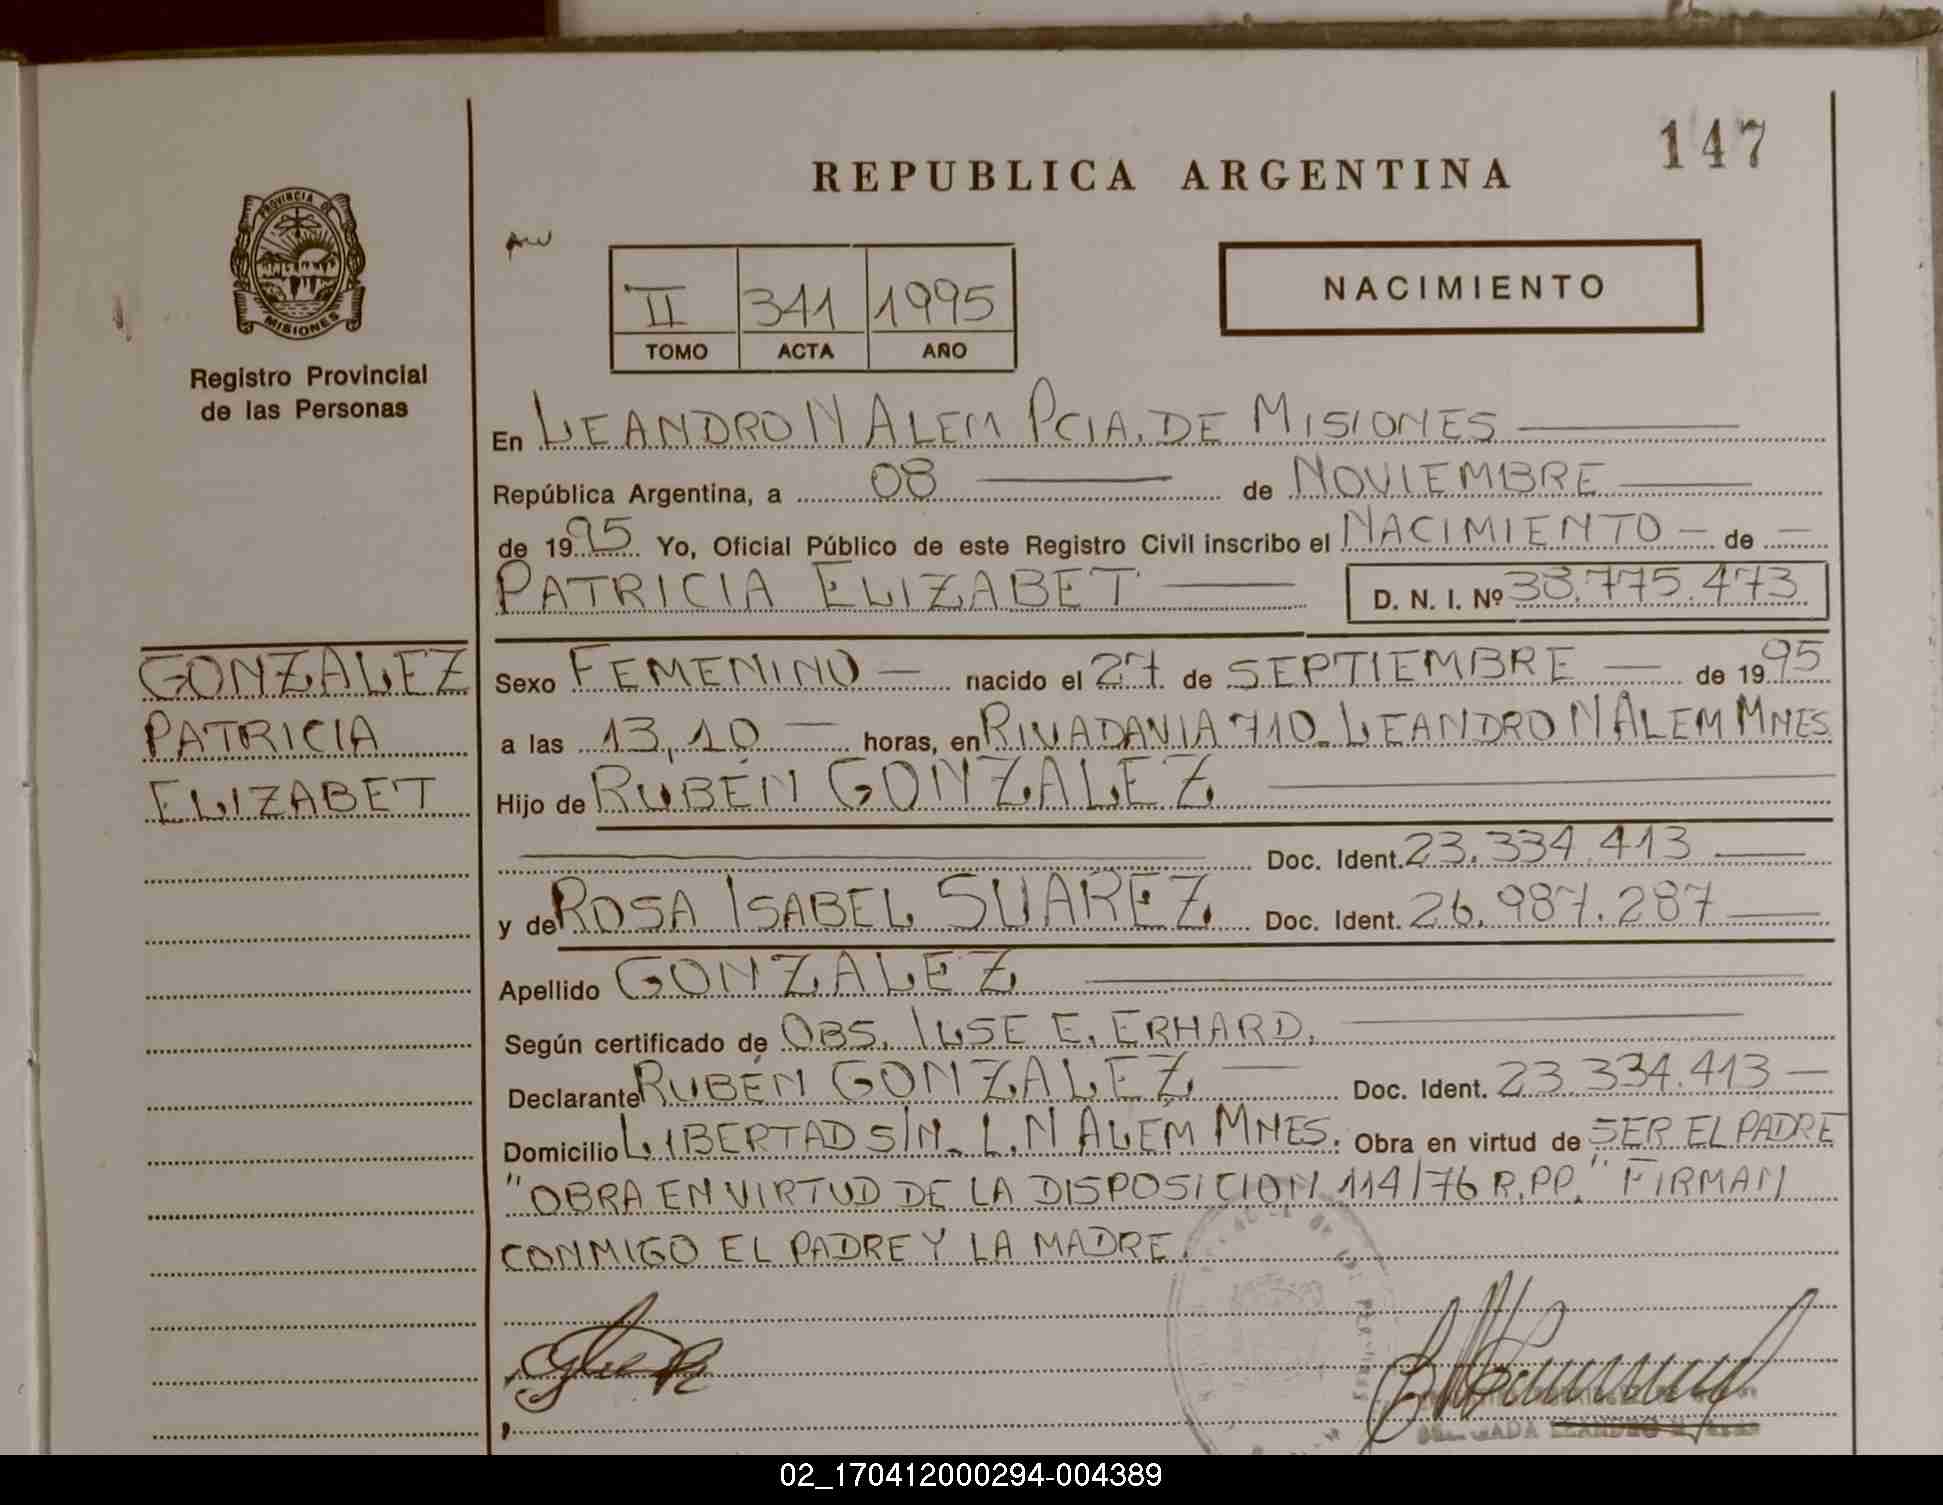 147
REPUBLICA ARGENTINA
PROVINCIA DE
MISIONES
Registro Provincial
de las Personas
II 341 1995
TOMO ACTA AÑO
NACIMIENTO
En LEANDRO N ALEM PCIA. DE MISIONES
República Argentina, a 08 de NOVIEMBRE
de 1995 Yo, Oficial Público de este Registro Civil inscribo el NACIMIENTO de
PATRICIA ELIZABET D. N. I. Nº 38.775.473
GONZALEZ
PATRICIA
ELIZABET
Sexo FEMENINO nacido el 27 de SEPTIEMBRE de 1995
a las 13,10 horas, en RIVADAVIA 710_ LEANDRO N ALEM MNES
Hijo de RUBÉN GONZALEZ
Doc. Ident. 23.334.413
y de ROSA ISABEL SUAREZ Doc. Ident. 26.987.287
Apellido GONZALEZ
Según certificado de OBS. ILSE E. ERHARD.
Declarante RUBÉN GONZALEZ Doc. Ident. 23.334.413
Domicilio LIBERTAD S/N_ L.N ALÉM MNES. Obra en virtud de SER EL PADRE
"OBRA EN VIRTUD DE LA DISPOSICION 114/76 R.PP." FIRMAN
CONMIGO EL PADRE Y LA MADRE.
02_170412000294-004389